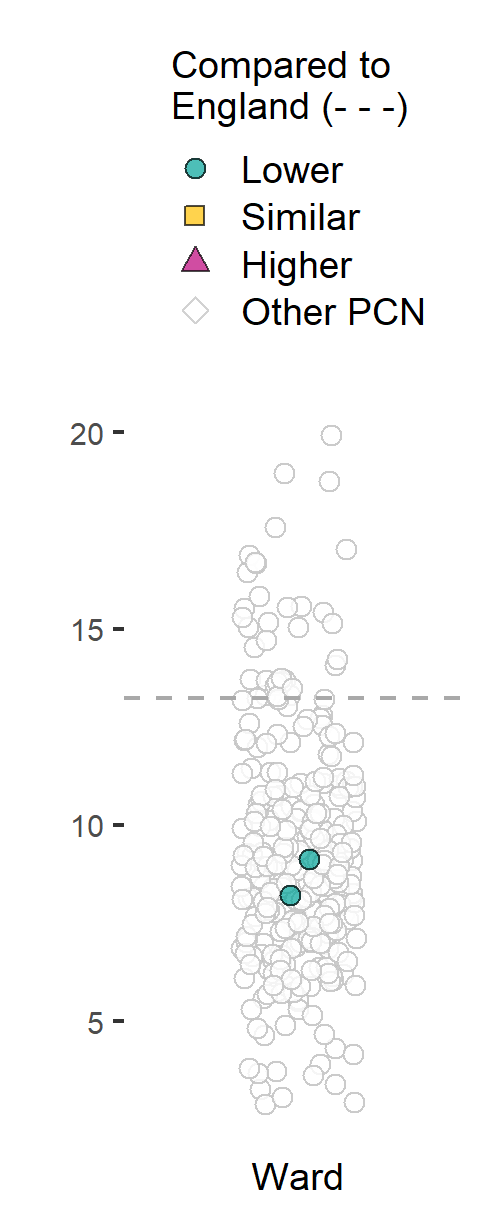 Compared to
England (- - -)
Lower
Similar
Higher
Other PCN
20
15
10
5
Ward